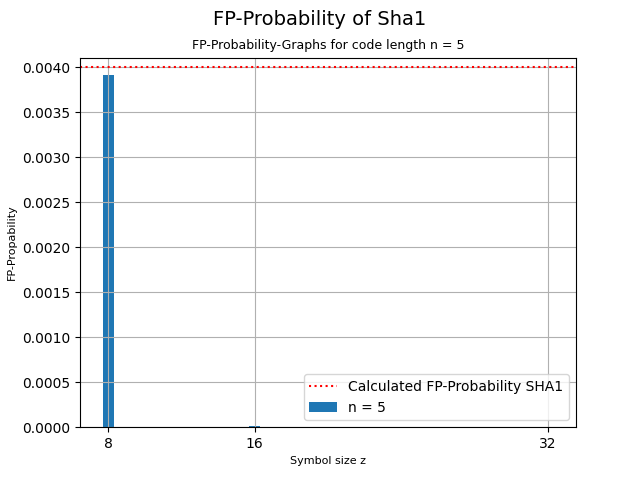 FP-Probability of Sha1
FP-Probability-Graphs for code length n = 5
0.0040
0.0035
0.0030
0.0025
0.0020
0.0015
0.0010
0.0005
0.0000
FP-Propability
Calculated FP-Probability SHA1
n = 5
8 16 32
Symbol size z